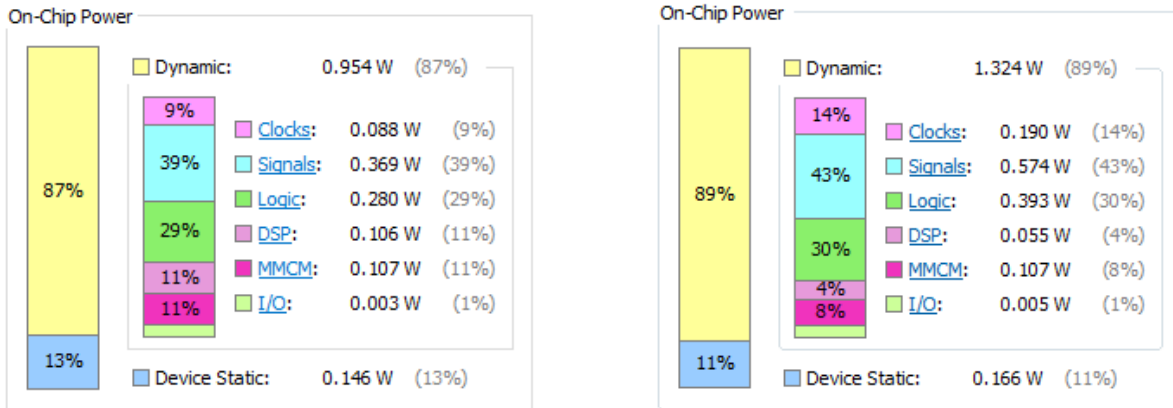 On-Chip Power
87%
13%
Dynamic: 0.954 W (87%)
9%
39%
29%
11%
11%
Clocks: 0.088 W (9%)
Signals: 0.369 W (39%)
Logic: 0.280 W (29%)
DSP: 0.106 W (11%)
MMCM: 0.107 W (11%)
I/O: 0.003 W (1%)
Device Static: 0.146 W (13%)
On-Chip Power
89%
11%
Dynamic: 1.324 W (89%)
14%
43%
30%
4%
8%
Clocks: 0.190 W (14%)
Signals: 0.574 W (43%)
Logic: 0.393 W (30%)
DSP: 0.055 W (4%)
MMCM: 0.107 W (8%)
I/O: 0.005 W (1%)
Device Static: 0.166 W (11%)